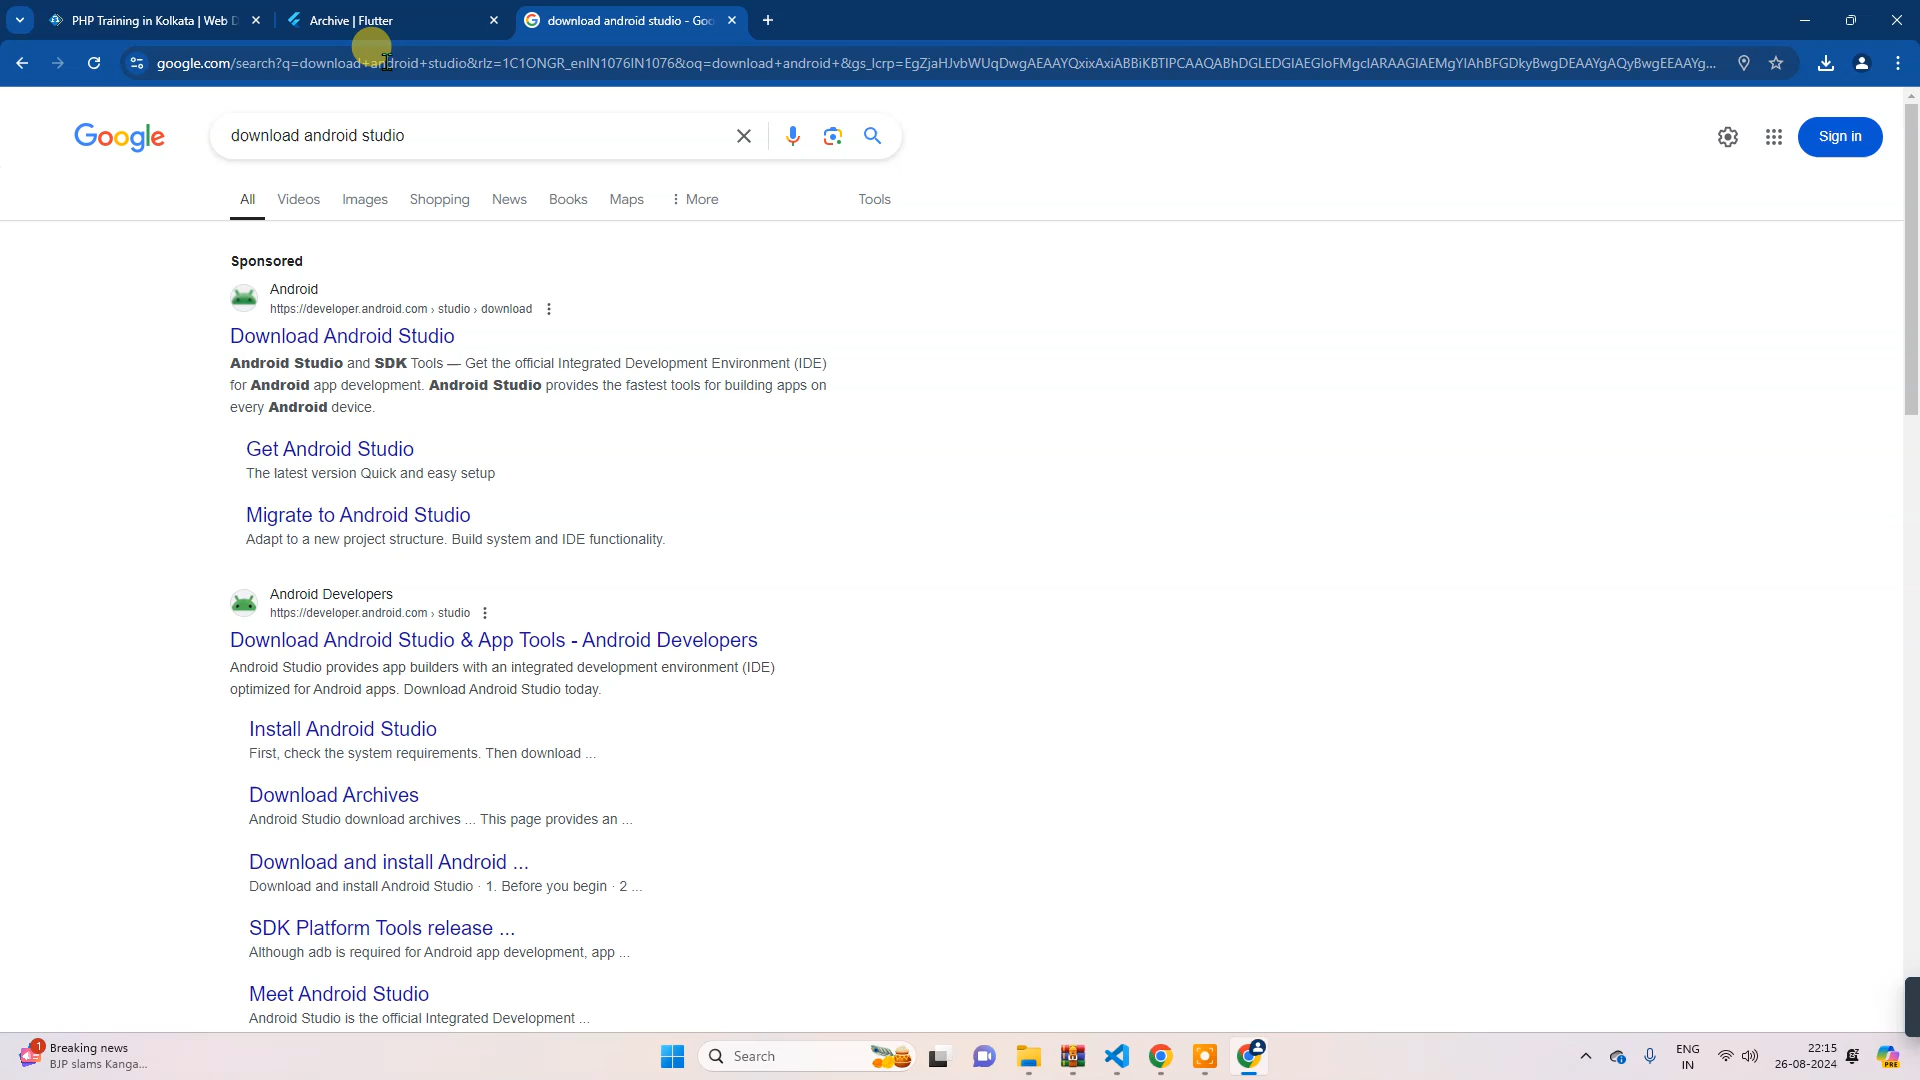 PHP Training in Kolkata | Web D
Archive | Flutter
download android studio - Goo
google.com/search?q=download+android+studio&rlz=1C1ONGR_enIN1076IN1076&oq=download+android+&gs_lcrp=EgZjaHJvbWUqDwgAEAAYQxixAxiABBiKBTIPCAAQABhDGLEDGIAEGIoFMgcIARAAGIAEMgYIAhBFGDkyBwgDEAAYgAQyBwgEEAAYg...
Google
download android studio
Sign in
All
Videos
Images
Shopping
News
Books
Maps
More
Tools
Sponsored
Android
https://developer.android.com › studio › download
Download Android Studio
Android Studio and SDK Tools — Get the official Integrated Development Environment (IDE)
for Android app development. Android Studio provides the fastest tools for building apps on
every Android device.
Get Android Studio
The latest version Quick and easy setup
Migrate to Android Studio
Adapt to a new project structure. Build system and IDE functionality.
Android Developers
https://developer.android.com › studio
Download Android Studio & App Tools - Android Developers
Android Studio provides app builders with an integrated development environment (IDE)
optimized for Android apps. Download Android Studio today.
Install Android Studio
First, check the system requirements. Then download ...
Download Archives
Android Studio download archives ... This page provides an ...
Download and install Android ...
Download and install Android Studio · 1. Before you begin · 2 ...
SDK Platform Tools release ...
Although adb is required for Android app development, app ...
Meet Android Studio
Android Studio is the official Integrated Development ...
1
Breaking news
BJP slams Kanga...
Search
ENG
IN
22:15
26-08-2024
PRE